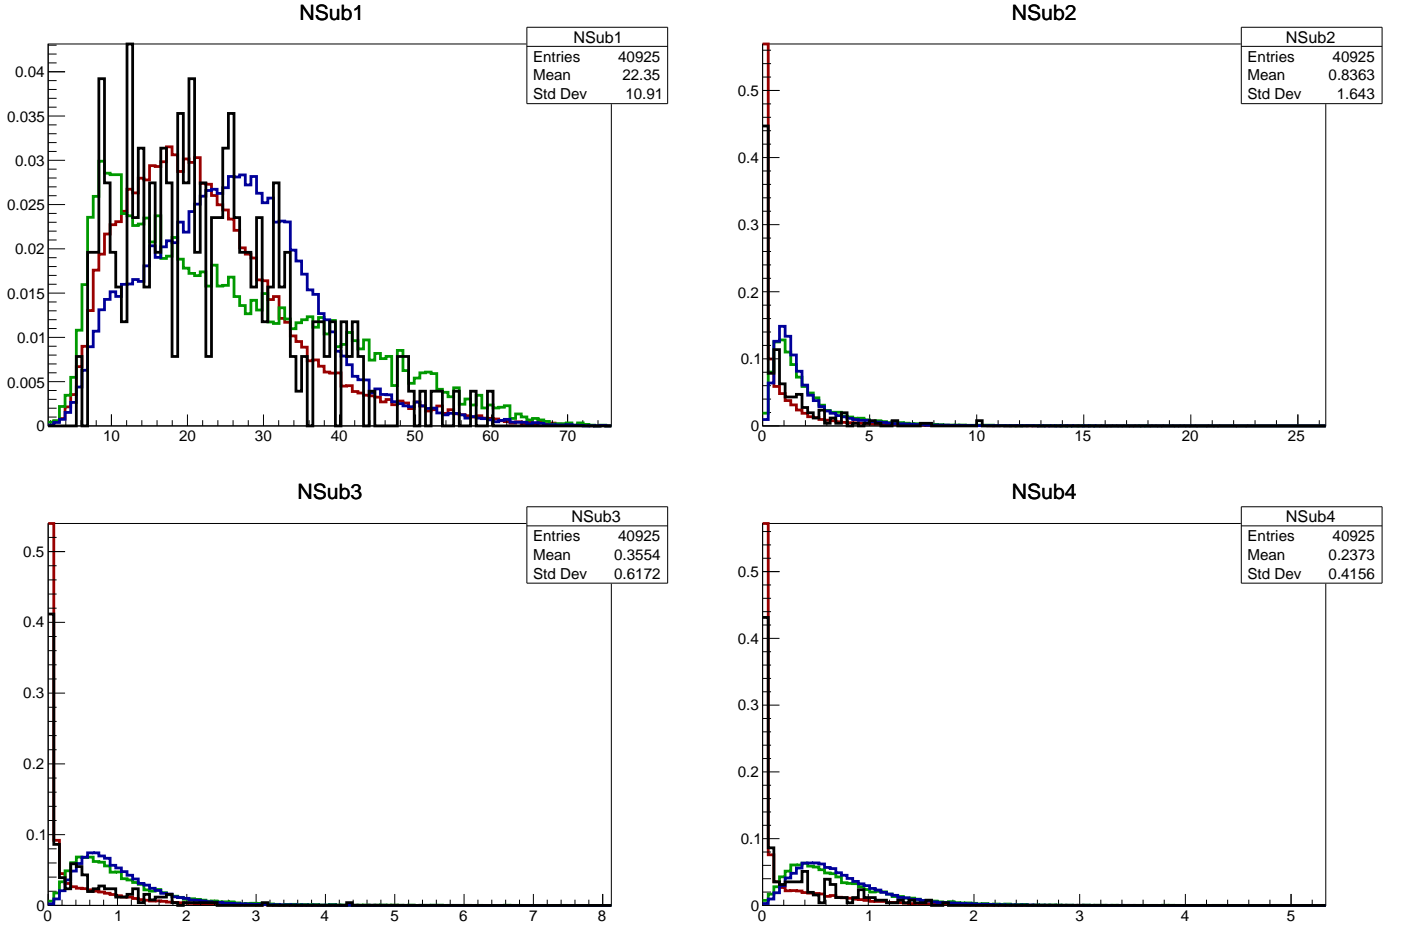 NSub1
NSub1
Entries 40925
Mean 22.35
Std Dev 10.91
0.04
0.035
0.03
0.025
0.02
0.015
0.01
0.005
0
10 20 30 40 50 60 70
NSub2
NSub2
Entries 40925
Mean 0.8363
Std Dev 1.643
0.5
0.4
0.3
0.2
0.1
0
0 5 10 15 20 25
NSub3
NSub3
Entries 40925
Mean 0.3554
Std Dev 0.6172
0.5
0.4
0.3
0.2
0.1
0
0 1 2 3 4 5 6 7 8
NSub4
NSub4
Entries 40925
Mean 0.2373
Std Dev 0.4156
0.5
0.4
0.3
0.2
0.1
0
0 1 2 3 4 5